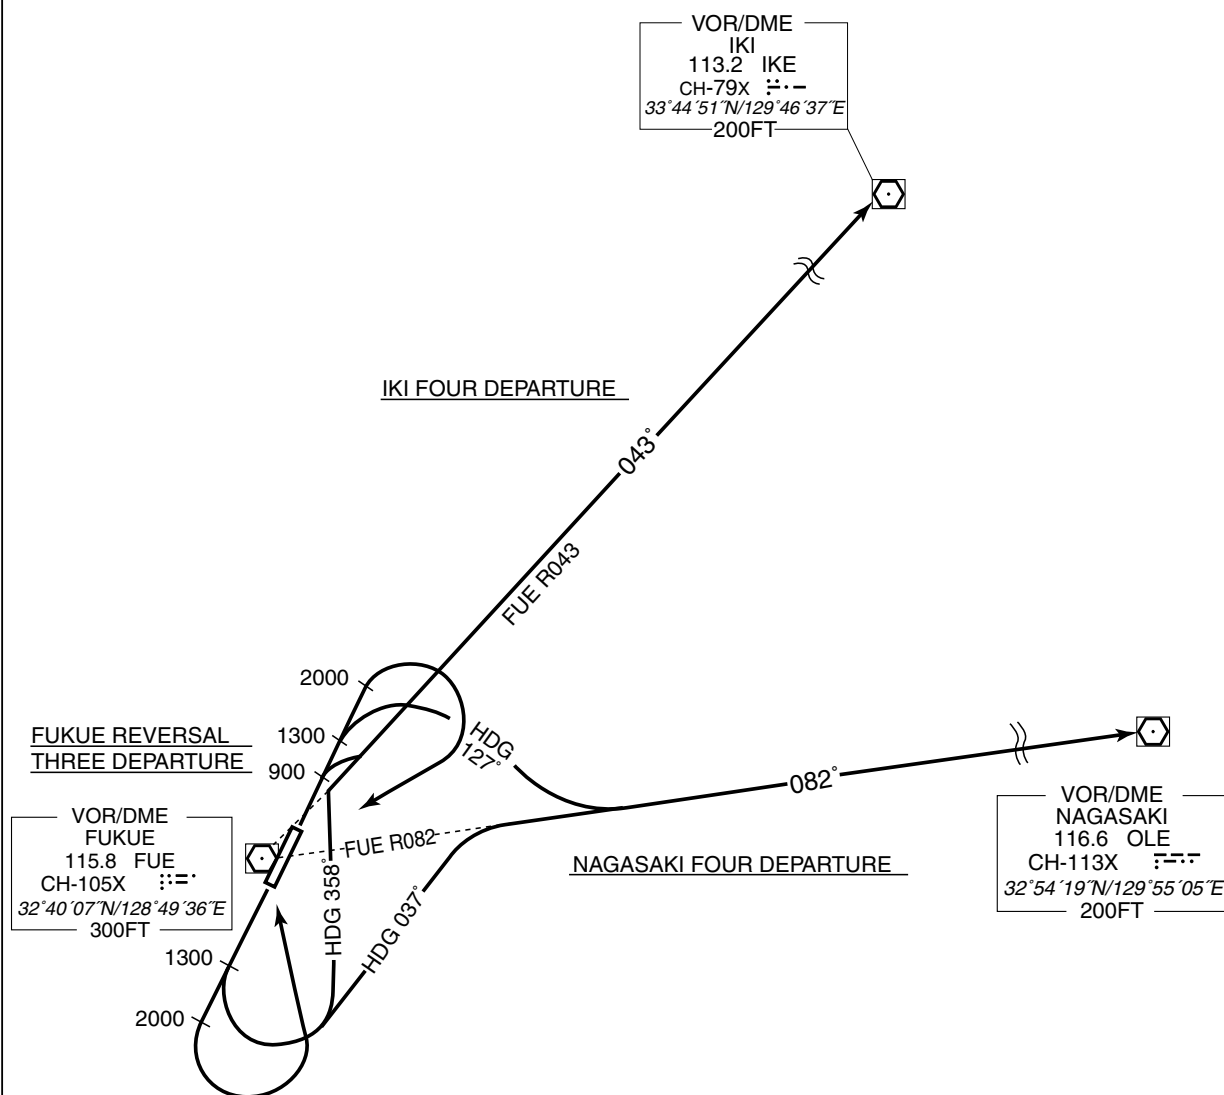 VOR/DME
IKI
113.2 IKE
CH-79X
33°44´51˝N/129°46´37˝E
200FT
IKI FOUR DEPARTURE
043°
FUE R043
2000
1300
900
FUKUE REVERSAL
THREE DEPARTURE
HDG
127°
082°
VOR/DME
FUKUE
115.8 FUE
CH-105X
32°40´07˝N/128°49´36˝E
300FT
FUE R082
NAGASAKI FOUR DEPARTURE
VOR/DME
NAGASAKI
116.6 OLE
CH-113X
32°54´19˝N/129°55´05˝E
200FT
HDG 358°
HDG 037°
1300
2000